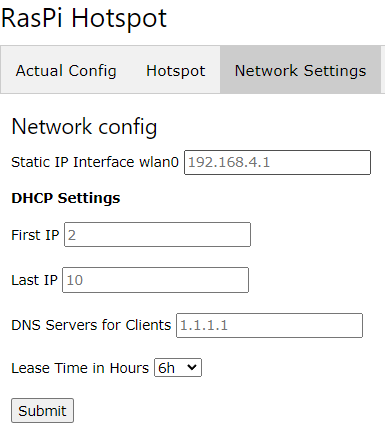 RasPi Hotspot
Actual Config Hotspot Network Settings
Network config
Static IP Interface wlan0 192.168.4.1
DHCP Settings
First IP 2
Last IP 10
DNS Servers for Clients 1.1.1.1
Lease Time in Hours 6h
Submit